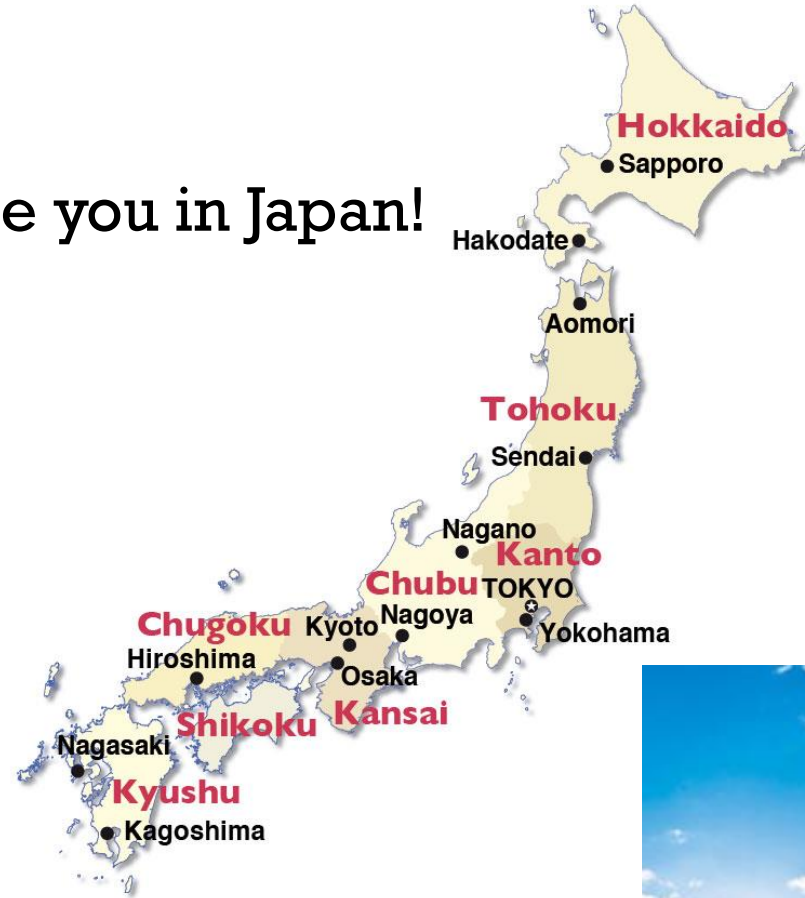 e you in Japan!
Hokkaido
Sapporo
Hakodate
Aomori
Tohoku
Sendai
Nagano
Kanto
Chubu
TOKYO
Chugoku
Kyoto
Nagoya
Yokohama
Hiroshima
Osaka
Shikoku
Kansai
Nagasaki
Kyushu
Kagoshima